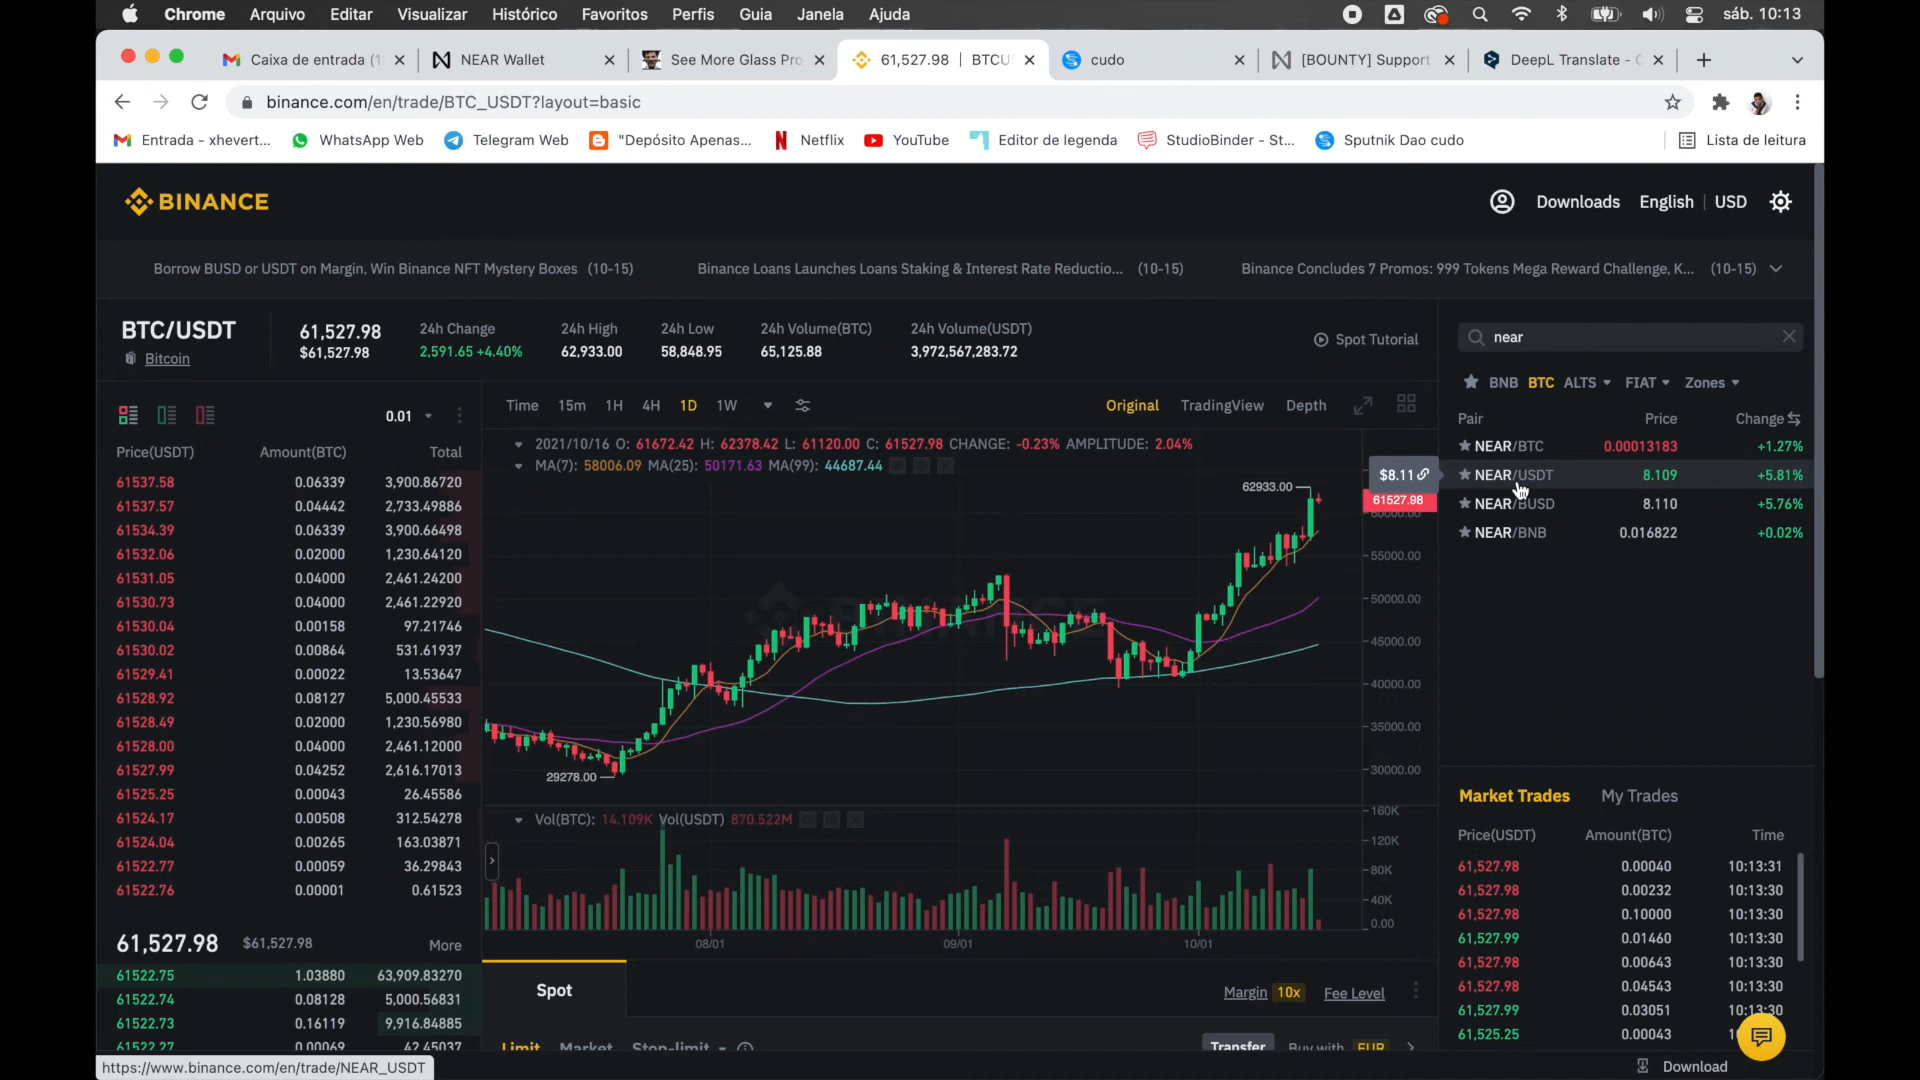 Chrome Arquivo Editar Visualizar Histórico Favoritos Perfis Guia Janela Ajuda sáb. 10:13
Caixa de entrada (1 NEAR Wallet See More Glass Pro 61,527.98 | BTCUS cudo [BOUNTY] Support DeepL Translate -
binance.com/en/trade/BTC_USDT?layout=basic
Entrada - xhevert... WhatsApp Web Telegram Web "Depósito Apenas... Netflix YouTube Editor de legenda StudioBinder - St... Sputnik Dao cudo Lista de leitura
BINANCE Downloads English | USD
Borrow BUSD or USDT on Margin, Win Binance NFT Mystery Boxes (10-15) Binance Loans Launches Loans Staking & Interest Rate Reductio... (10-15) Binance Concludes 7 Promos: 999 Tokens Mega Reward Challenge, K... (10-15)
BTC/USDT
Bitcoin
61,527.98
$61,527.98
24h Change
2,591.65 +4.40%
24h High
62,933.00
24h Low
58,848.95
24h Volume(BTC)
65,125.88
24h Volume(USDT)
3,972,567,283.72
Spot Tutorial
0.01
Price(USDT) Amount(BTC) Total
61537.58 0.06339 3,900.86720
61537.57 0.04442 2,733.49886
61534.39 0.06339 3,900.66498
61532.06 0.02000 1,230.64120
61531.05 0.04000 2,461.24200
61530.73 0.04000 2,461.22920
61530.04 0.00158 97.21746
61530.02 0.00864 531.61937
61529.41 0.00022 13.53647
61528.92 0.08127 5,000.45533
61528.49 0.02000 1,230.56980
61528.00 0.04000 2,461.12000
61527.99 0.04252 2,616.17013
61525.25 0.00043 26.45586
61524.17 0.00508 312.54278
61524.04 0.00265 163.03871
61522.77 0.00059 36.29843
61522.76 0.00001 0.61523
61,527.98 $61,527.98 More
61522.75 1.03880 63,909.83270
61522.74 0.08128 5,000.56831
61522.73 0.16119 9,916.84885
61522.27 0.00069 42.45037
Time 15m 1H 4H 1D 1W Original TradingView Depth
2021/10/16 O: 61672.42 H: 62378.42 L: 61120.00 C: 61527.98 CHANGE: -0.23% AMPLITUDE: 2.04%
MA(7): 58006.09 MA(25): 50171.63 MA(99): 44687.44
62933.00
$8.11
61527.98
60000.00
55000.00
50000.00
45000.00
40000.00
35000.00
30000.00
29278.00
BINANCE
Vol(BTC): 14.109K Vol(USDT) 870.522M
160K
120K
80K
40K
0.00
08/01 09/01 10/01
Spot
Margin 10x Fee Level
Limit Market Stop-limit Transfer Buy with EUR
near
BNB BTC ALTS FIAT Zones
Pair Price Change
NEAR/BTC 0.00013183 +1.27%
NEAR/USDT 8.109 +5.81%
NEAR/BUSD 8.110 +5.76%
NEAR/BNB 0.016822 +0.02%
Market Trades My Trades
Price(USDT) Amount(BTC) Time
61,527.98 0.00040 10:13:31
61,527.98 0.00232 10:13:30
61,527.98 0.10000 10:13:30
61,527.99 0.01460 10:13:30
61,527.98 0.00643 10:13:30
61,527.98 0.04543 10:13:30
61,527.99 0.03051 10:13:30
61,525.25 0.00043
https://www.binance.com/en/trade/NEAR_USDT
Download